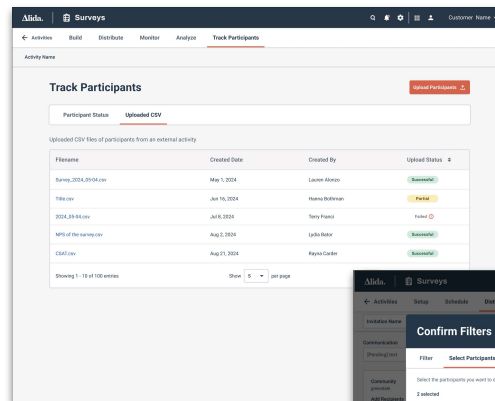 Alida. Surveys Customer Name
← Activities Build Distribute Monitor Analyze Track Participants
Activity Name
Track Participants
Upload Participants
Participant Status Uploaded CSV
Uploaded CSV files of participants from an external activity
Filename Created Date Created By Upload Status
Survey_2024_05-04.csv May 1, 2024 Lauren Alonzo Successful
Title.csv Jun 16, 2024 Hanna Bothman Partial
2024_05-04.csv Jul 8, 2024 Terry Franci Failed
NPS of the survey.csv Aug 2, 2024 Lydia Bator Successful
CSAT.csv Aug 21, 2024 Rayna Carder Successful
Showing 1 - 10 of 100 entries Show 5 per page
Alida. Surveys
← Activities Setup Schedule
Invitation Name
Confirm Filters
Communication
[Pending] text
Filter Select Participants
Community
Select the participants you want to
2 selected
Add Recipients